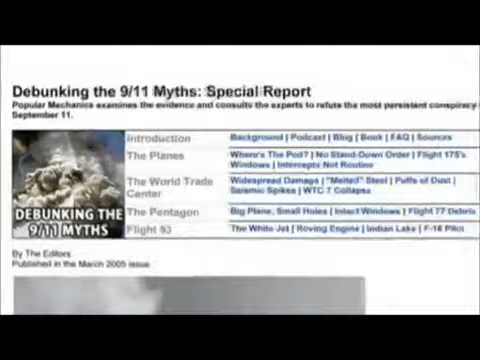 Debunking the 9/11 Myths: Special Report
Popular Mechanics examines the evidence and consults the experts to refute the most persistent conspiracy
September 11.
Introduction
Background | Podcast | Blog | Book | FAQ | Sources
The Planes
Where's The Pod? | No Stand-Down Order | Flight 175's
Windows | Intercepts Not Routine
The World Trade
Center
Widespread Damage | "Melted" Steel | Puffs of Dust |
Seismic Spikes | WTC 7 Collapse
The Pentagon
Big Plane, Small Holes | Intact Windows | Flight 77 Debris
Flight 93
The White Jet | Roving Engine | Indian Lake | F-16 Pilot
DEBUNKING THE
9/11 MYTHS
By The Editors
Published in the March 2005 issue.